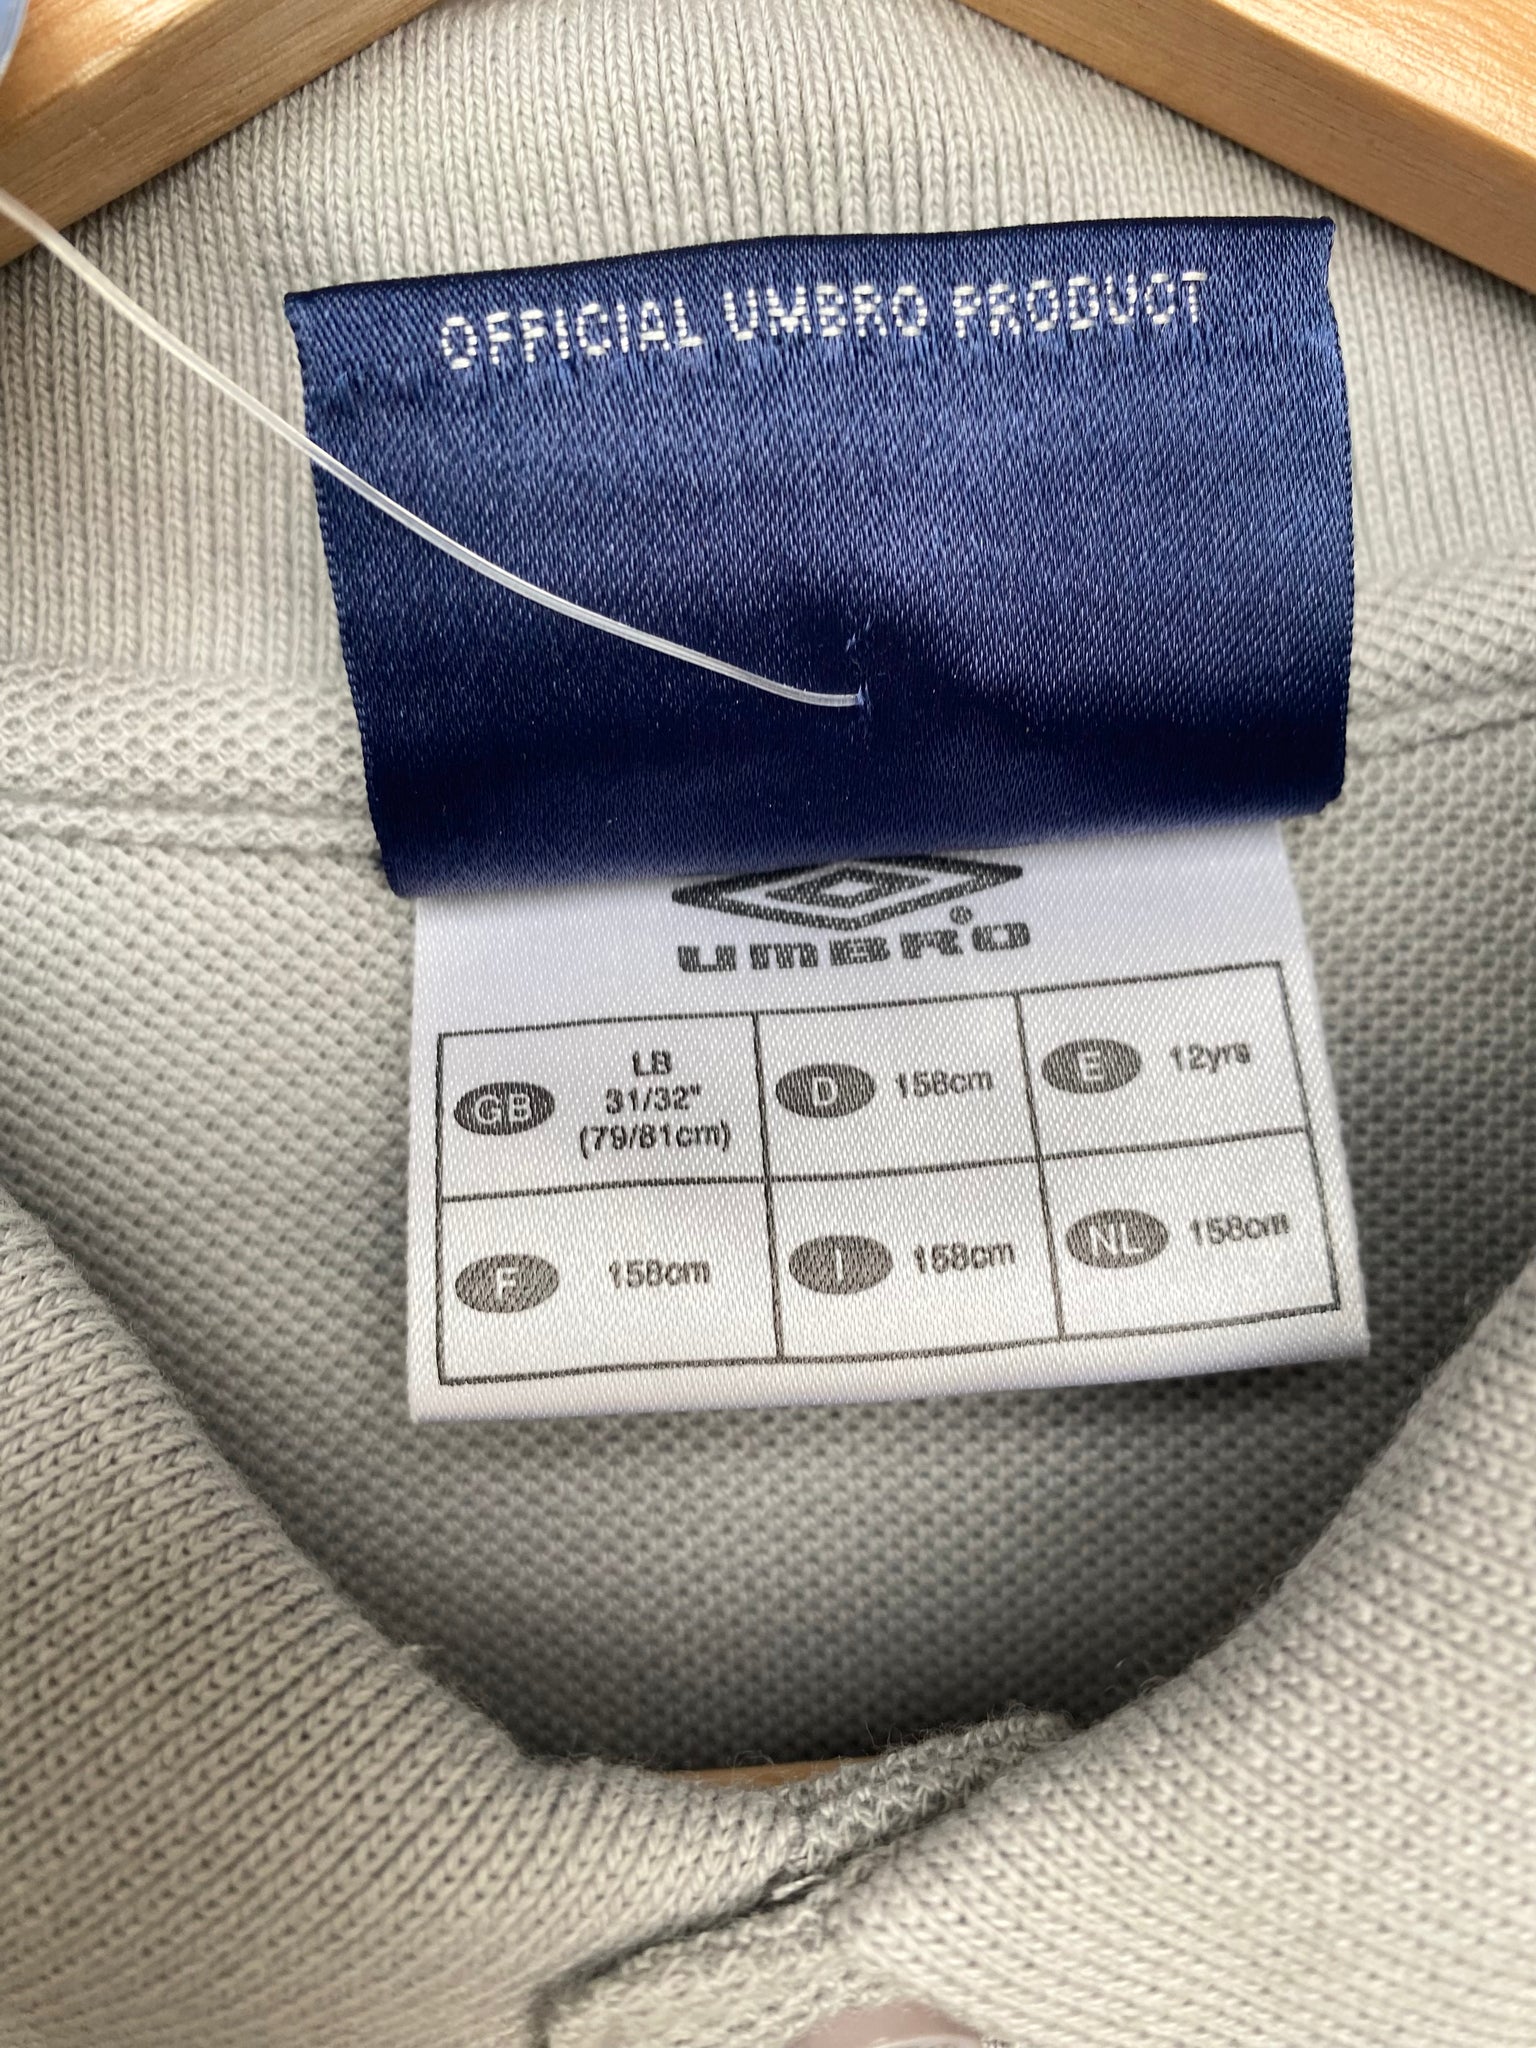 OFFICIAL UMBRO PRODUCT
UMBRO®
GB LB
31/32"
(79/81cm)
D 158cm
E 12yrs
F 158cm
I 158cm
NL 158cm